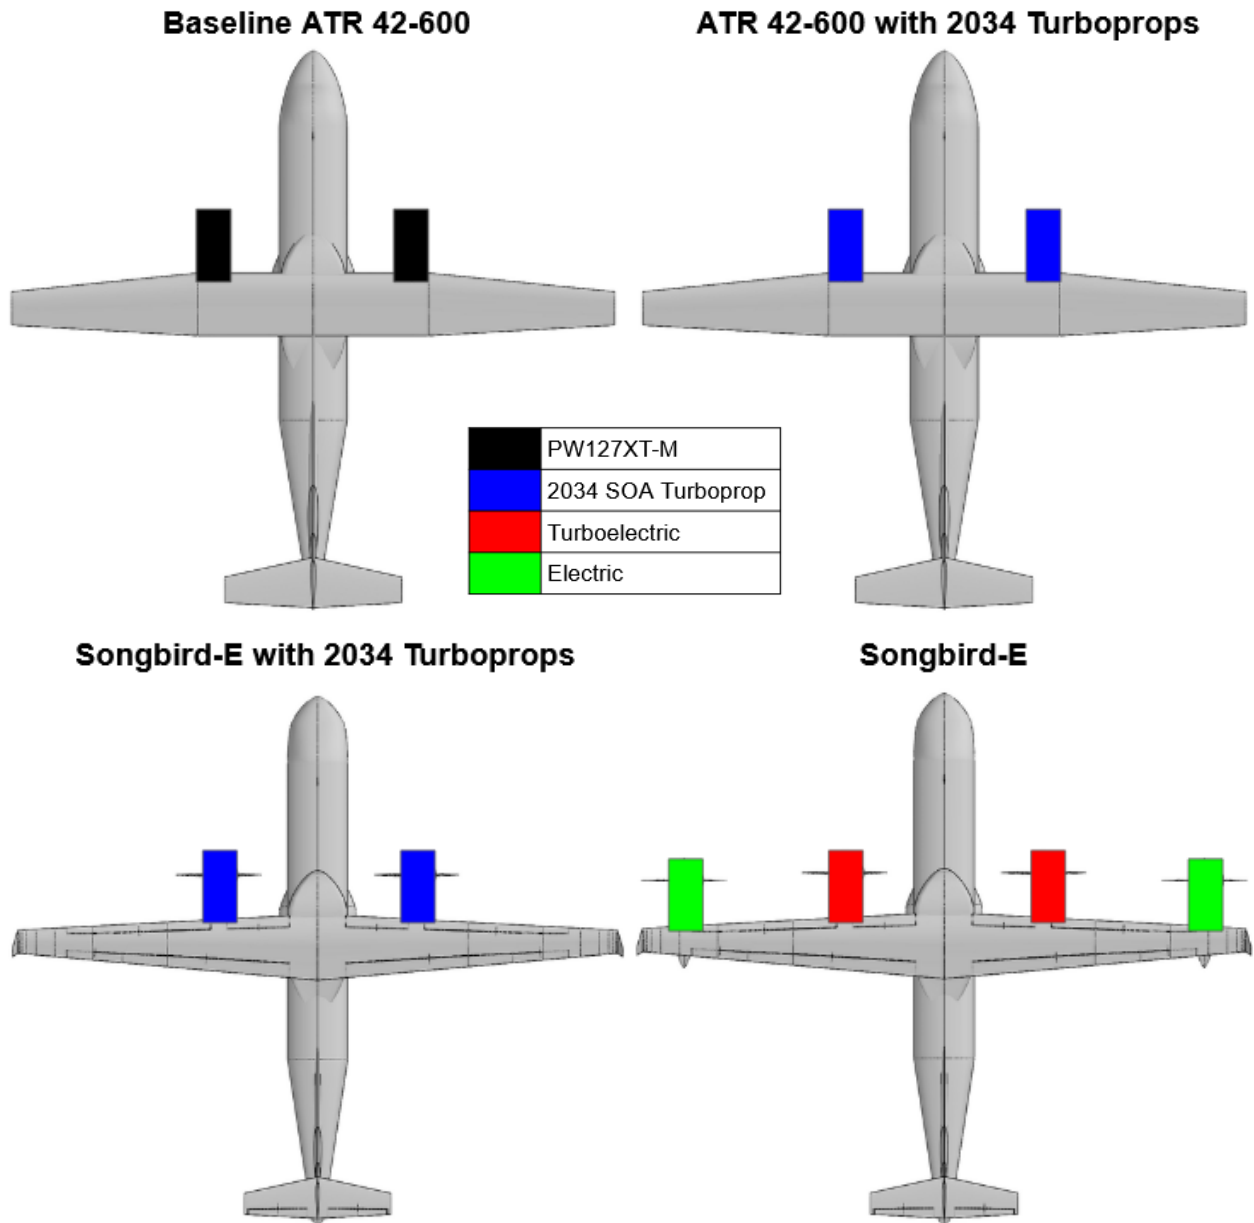 Baseline ATR 42-600
ATR 42-600 with 2034 Turboprops
PW127XT-M
2034 SOA Turboprop
Turboelectric
Electric
Songbird-E with 2034 Turboprops
Songbird-E